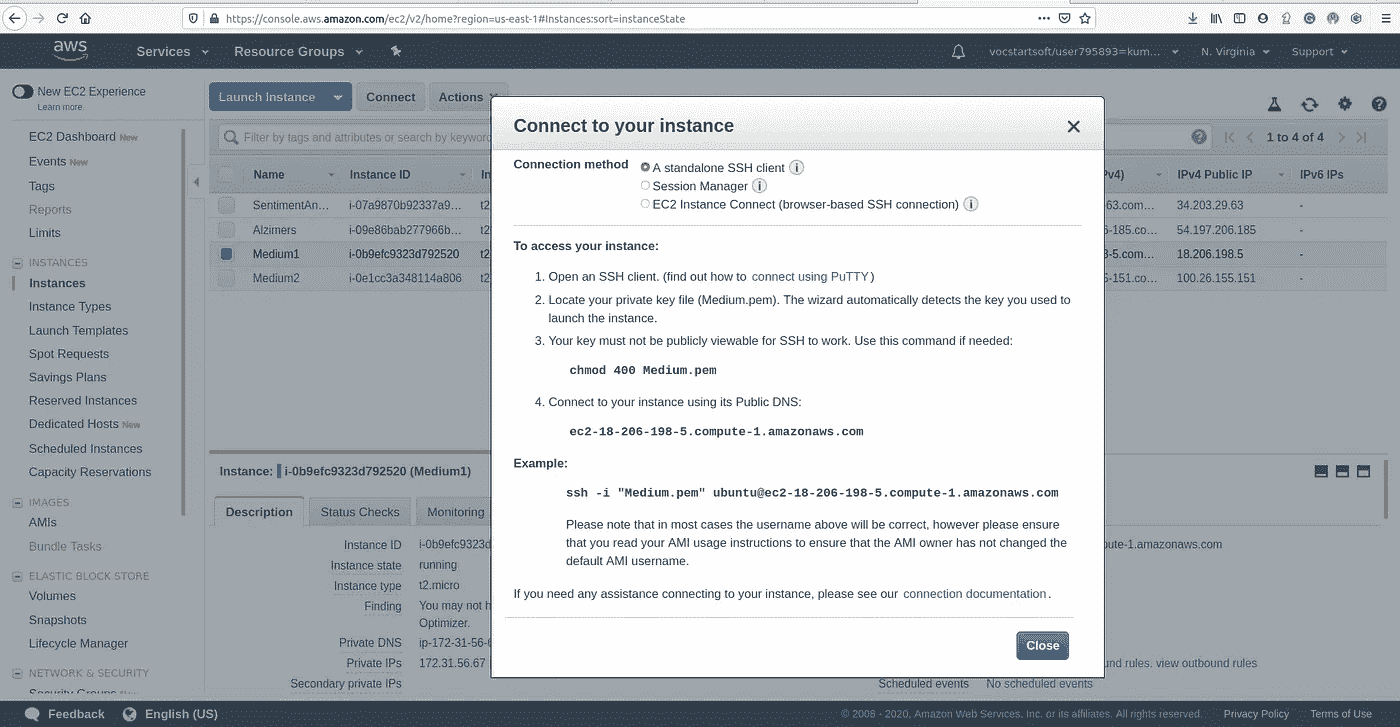 https://console.aws.amazon.com/ec2/v2/home?region=us-east-1#Instances:sort=instanceState
aws
Services
Resource Groups
vocstartsoft/user795893=kum...
N. Virginia
Support
New EC2 Experience
Learn more
EC2 Dashboard New
Events New
Tags
Reports
Limits
INSTANCES
Instances
Instance Types
Launch Templates
Spot Requests
Savings Plans
Reserved Instances
Dedicated Hosts New
Scheduled Instances
Capacity Reservations
IMAGES
AMIs
Bundle Tasks
ELASTIC BLOCK STORE
Volumes
Snapshots
Lifecycle Manager
NETWORK & SECURITY
Security Groups New
Launch Instance
Connect
Actions
Filter by tags and attributes or search by keyword
1 to 4 of 4
Name Instance ID IPv4 Public IP IPv6 IPs
SentimentAn... i-07a9870b92337a9... t2 63.com... 34.203.29.63 -
Alzimers i-09e86bab277966b... t2 6-185.co... 54.197.206.185 -
Medium1 i-0b9efc9323d792520 t2 3-5.com... 18.206.198.5 -
Medium2 i-0e1cc3a348114a806 t2 5-151.co... 100.26.155.151 -
Connect to your instance
Connection method
A standalone SSH client
Session Manager
EC2 Instance Connect (browser-based SSH connection)
To access your instance:
1. Open an SSH client. (find out how to connect using PuTTY)
2. Locate your private key file (Medium.pem). The wizard automatically detects the key you used to
launch the instance.
3. Your key must not be publicly viewable for SSH to work. Use this command if needed:
chmod 400 Medium.pem
4. Connect to your instance using its Public DNS:
ec2-18-206-198-5.compute-1.amazonaws.com
Example:
ssh -i "Medium.pem" ubuntu@ec2-18-206-198-5.compute-1.amazonaws.com
Please note that in most cases the username above will be correct, however please ensure
that you read your AMI usage instructions to ensure that the AMI owner has not changed the
default AMI username.
If you need any assistance connecting to your instance, please see our connection documentation.
Close
Instance: i-0b9efc9323d792520 (Medium1)
Description
Status Checks
Monitoring
Instance ID i-0b9efc9323d
Instance state running
Instance type t2.micro
Finding You may not h
Optimizer.
Private DNS ip-172-31-56-6
Private IPs 172.31.56.67
Secondary private IPs
pute-1.amazonaws.com
und rules. view outbound rules
Scheduled events No scheduled events
Feedback
English (US)
© 2008 - 2020, Amazon Web Services, Inc. or its affiliates. All rights reserved.
Privacy Policy
Terms of Use